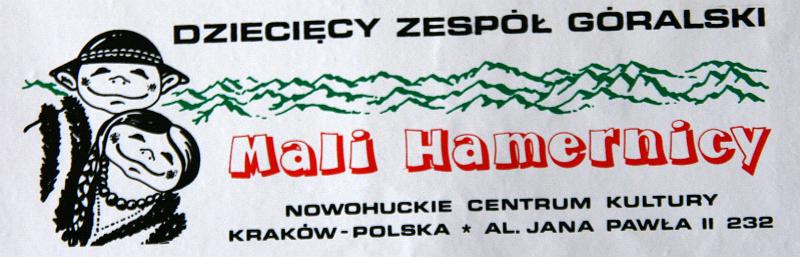 DZIECIĘCY ZESPÓŁ GÓRALSKI
Mali Hamernicy
NOWOHUCKIE CENTRUM KULTURY
KRAKÓW-POLSKA * AL. JANA PAWŁA II 232